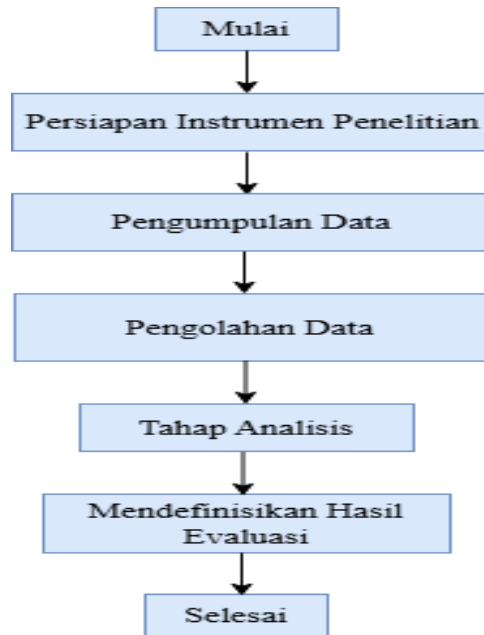 Mulai
Persiapan Instrumen Penelitian
Pengumpulan Data
Pengolahan Data
Tahap Analisis
Mendefinisikan Hasil
Evaluasi
Selesai